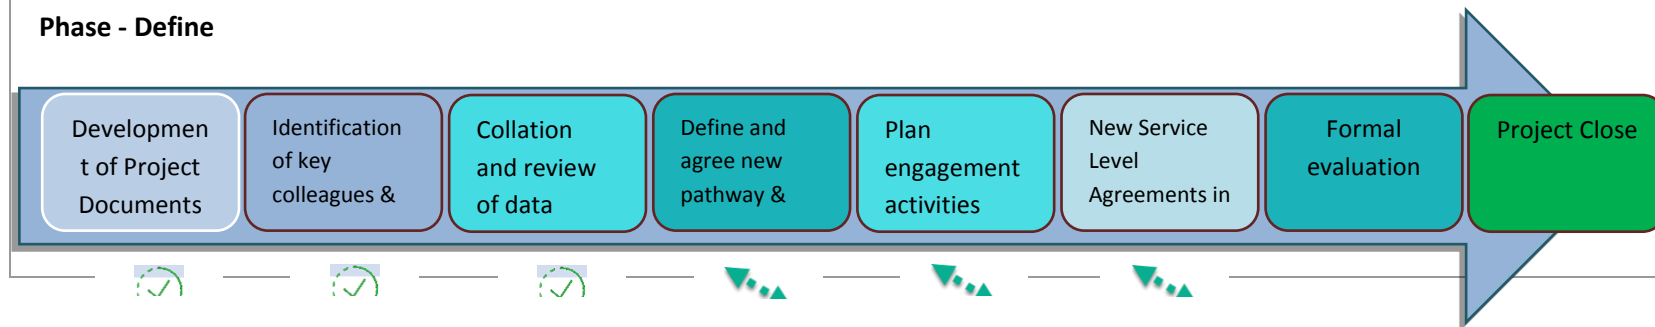 Phase - Define
Developmen
t of Project
Documents
Identification
of key
colleagues &
Collation
and review
of data
Define and
agree new
pathway &
Plan
engagement
activities
New Service
Level
Agreements in
Formal
evaluation
Project Close